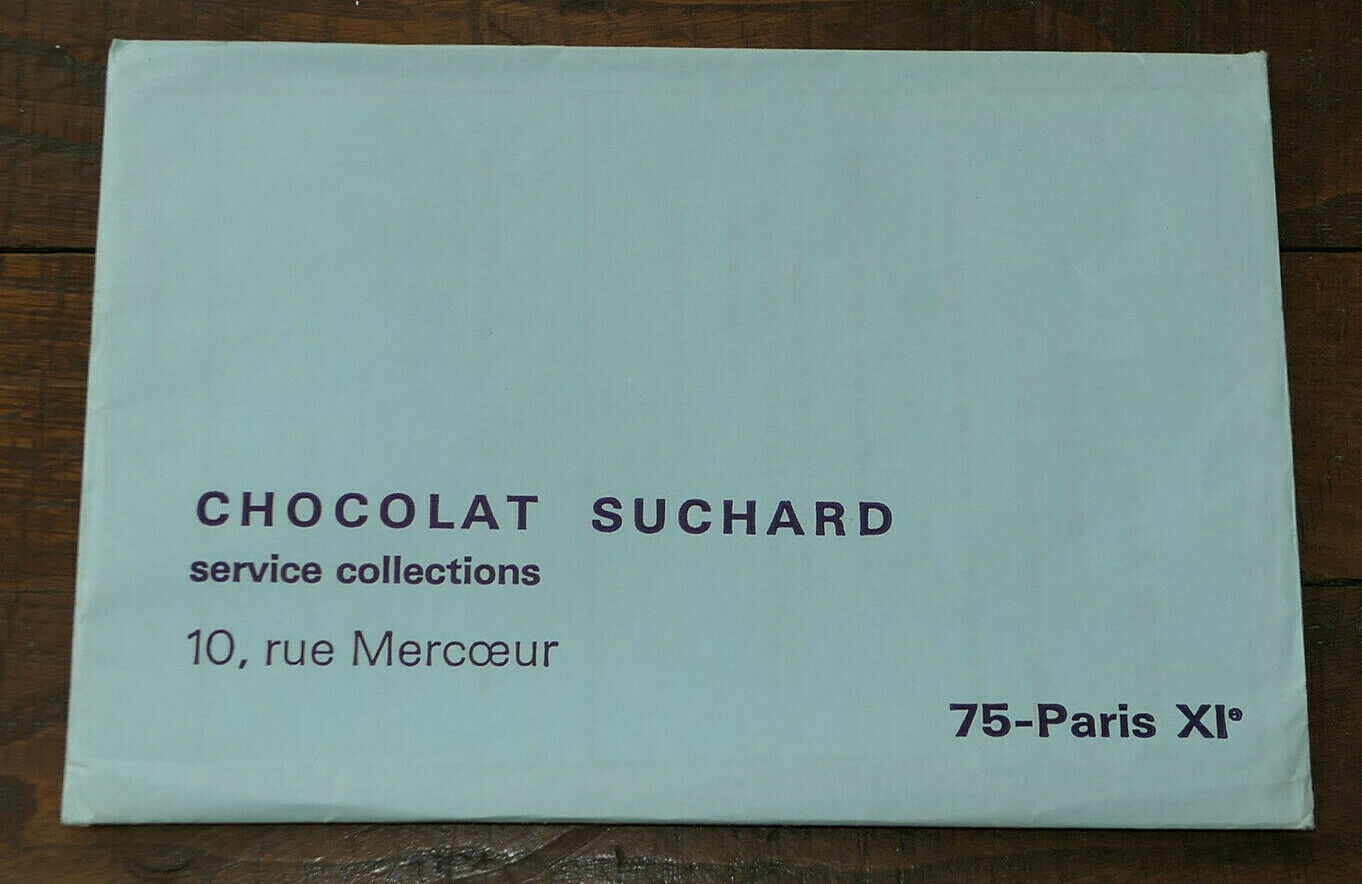 CHOCOLAT SUCHARD
service collections
10, rue Mercœur
75-Paris XIᵉ